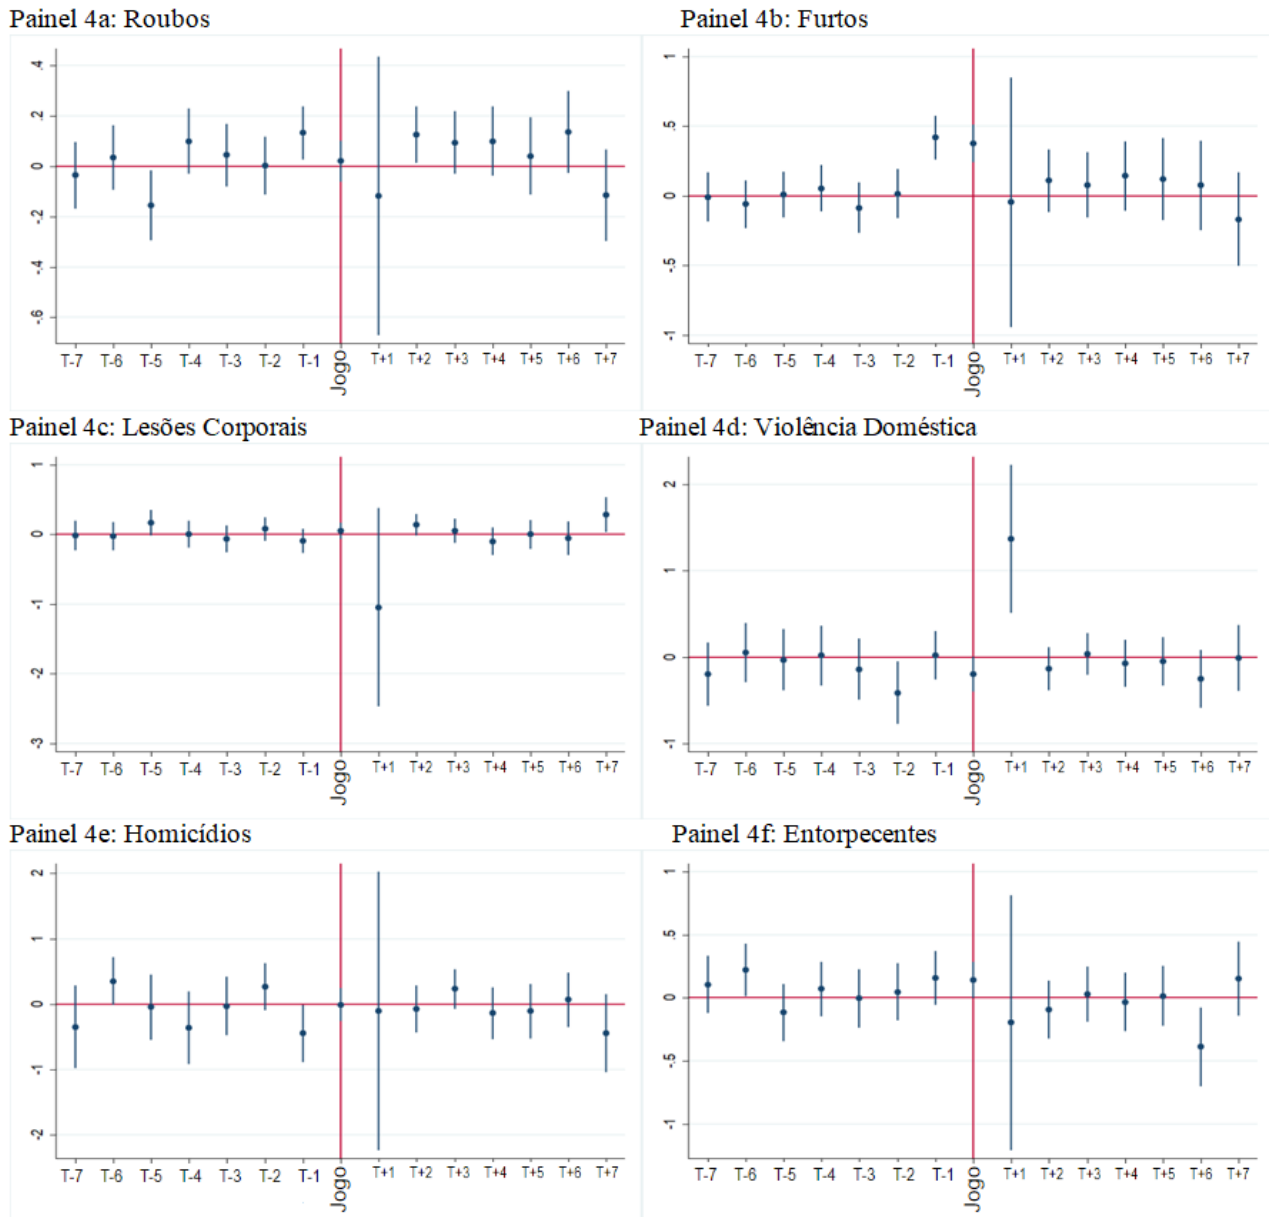 Painel 4a: Roubos
.4
.2
0
-.2
-.4
-.6
T-7 T-6 T-5 T-4 T-3 T-2 T-1 Jogo T+1 T+2 T+3 T+4 T+5 T+6 T+7
Painel 4b: Furtos
1
.5
0
-.5
-1
T-7 T-6 T-5 T-4 T-3 T-2 T-1 Jogo T+1 T+2 T+3 T+4 T+5 T+6 T+7
Painel 4c: Lesões Corporais
1
0
-1
-2
-3
T-7 T-6 T-5 T-4 T-3 T-2 T-1 Jogo T+1 T+2 T+3 T+4 T+5 T+6 T+7
Painel 4d: Violência Doméstica
2
1
0
-1
T-7 T-6 T-5 T-4 T-3 T-2 T-1 Jogo T+1 T+2 T+3 T+4 T+5 T+6 T+7
Painel 4e: Homicídios
2
1
0
-1
-2
T-7 T-6 T-5 T-4 T-3 T-2 T-1 Jogo T+1 T+2 T+3 T+4 T+5 T+6 T+7
Painel 4f: Entorpecentes
1
.5
0
-.5
-1
T-7 T-6 T-5 T-4 T-3 T-2 T-1 Jogo T+1 T+2 T+3 T+4 T+5 T+6 T+7